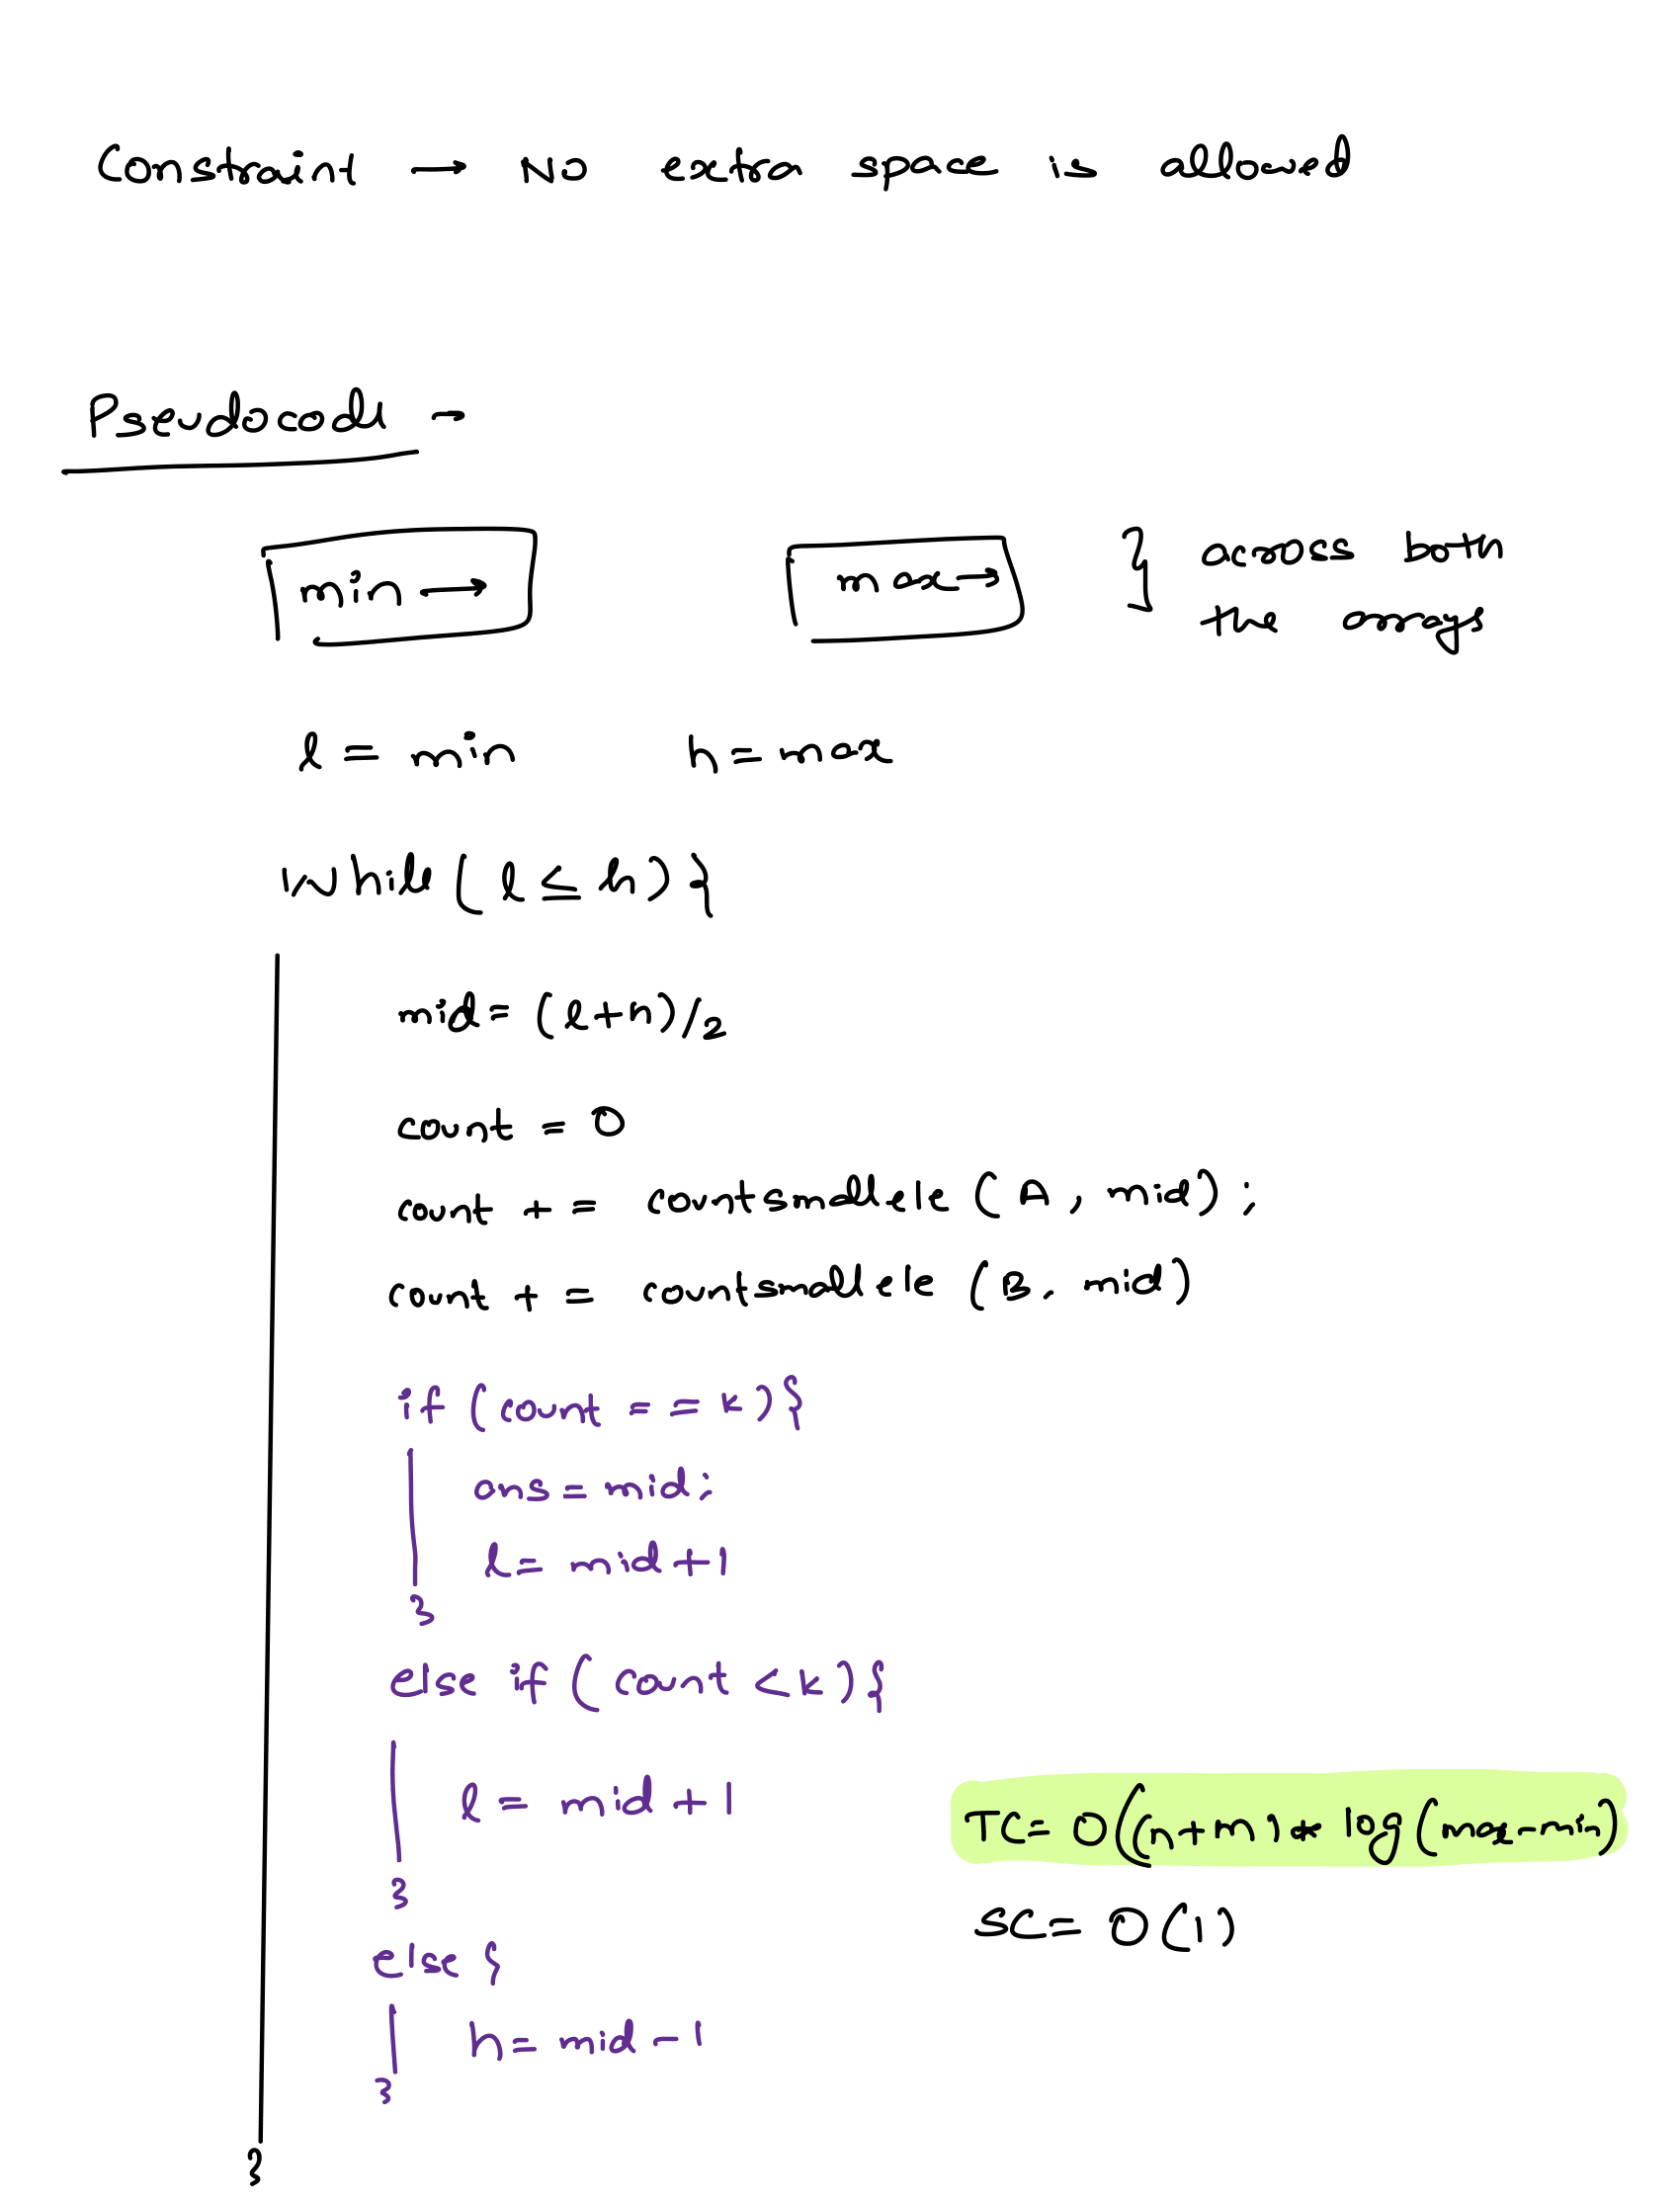 Constraint → No extra space is allowed
Pseudocode -
min → max → } across both
the arrays
l = min h = max
While ( l ≤ h ) {
mid = (l+h)/2
count = 0
count += countsmallele (A, mid) ;
count += countsmallele (B, mid)
if (count == k) {
ans = mid;
l = mid+1
}
else if ( count < k ) {
l = mid + 1
TC = O((n+m) * log(max-min)
}
SC = O(1)
else {
h = mid - 1
}
}